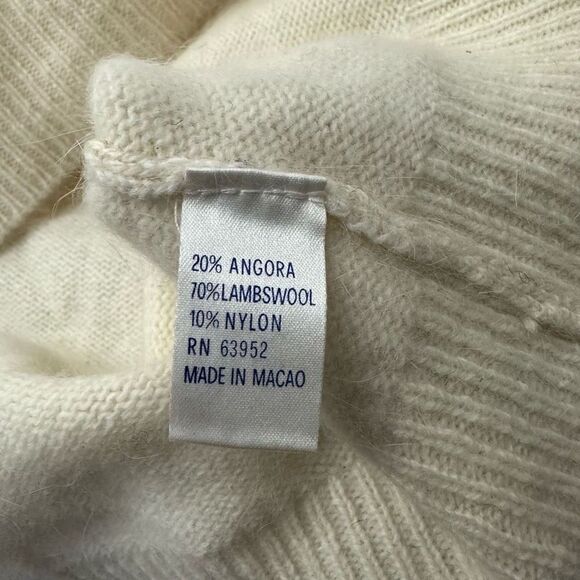 20% ANGORA
70%LAMBSWOOL
10% NYLON
RN 63952
MADE IN MACAO